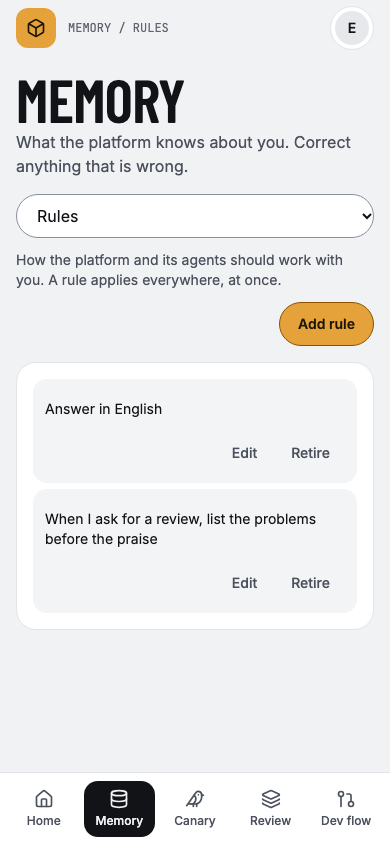 MEMORY / RULES
E
MEMORY
What the platform knows about you. Correct
anything that is wrong.
Rules
How the platform and its agents should work with
you. A rule applies everywhere, at once.
Add rule
Answer in English
Edit Retire
When I ask for a review, list the problems
before the praise
Edit Retire
Home Memory Canary Review Dev flow